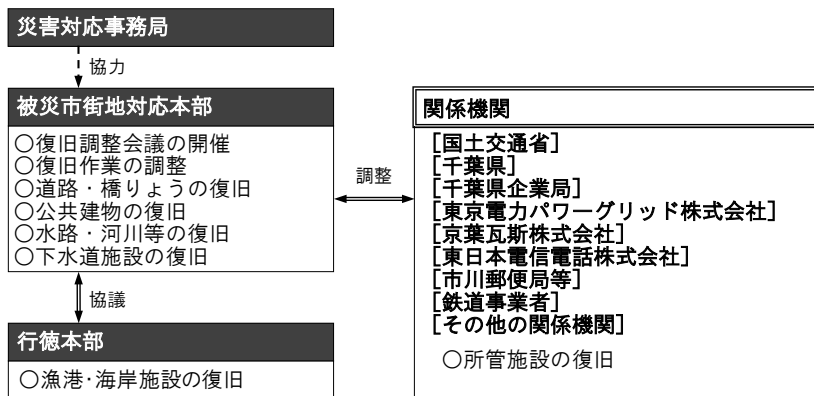 災害対応事務局
協力
被災市街地対応本部
○復旧調整会議の開催
○復旧作業の調整
○道路・橋りょうの復旧
○公共建物の復旧
○水路・河川等の復旧
○下水道施設の復旧
調整
関係機関
[国土交通省]
[千葉県]
[千葉県企業局]
[東京電力パワーグリッド株式会社]
[京葉瓦斯株式会社]
[東日本電信電話株式会社]
[市川郵便局等]
[鉄道事業者]
[その他の関係機関]
○所管施設の復旧
協議
行徳本部
○漁港･海岸施設の復旧